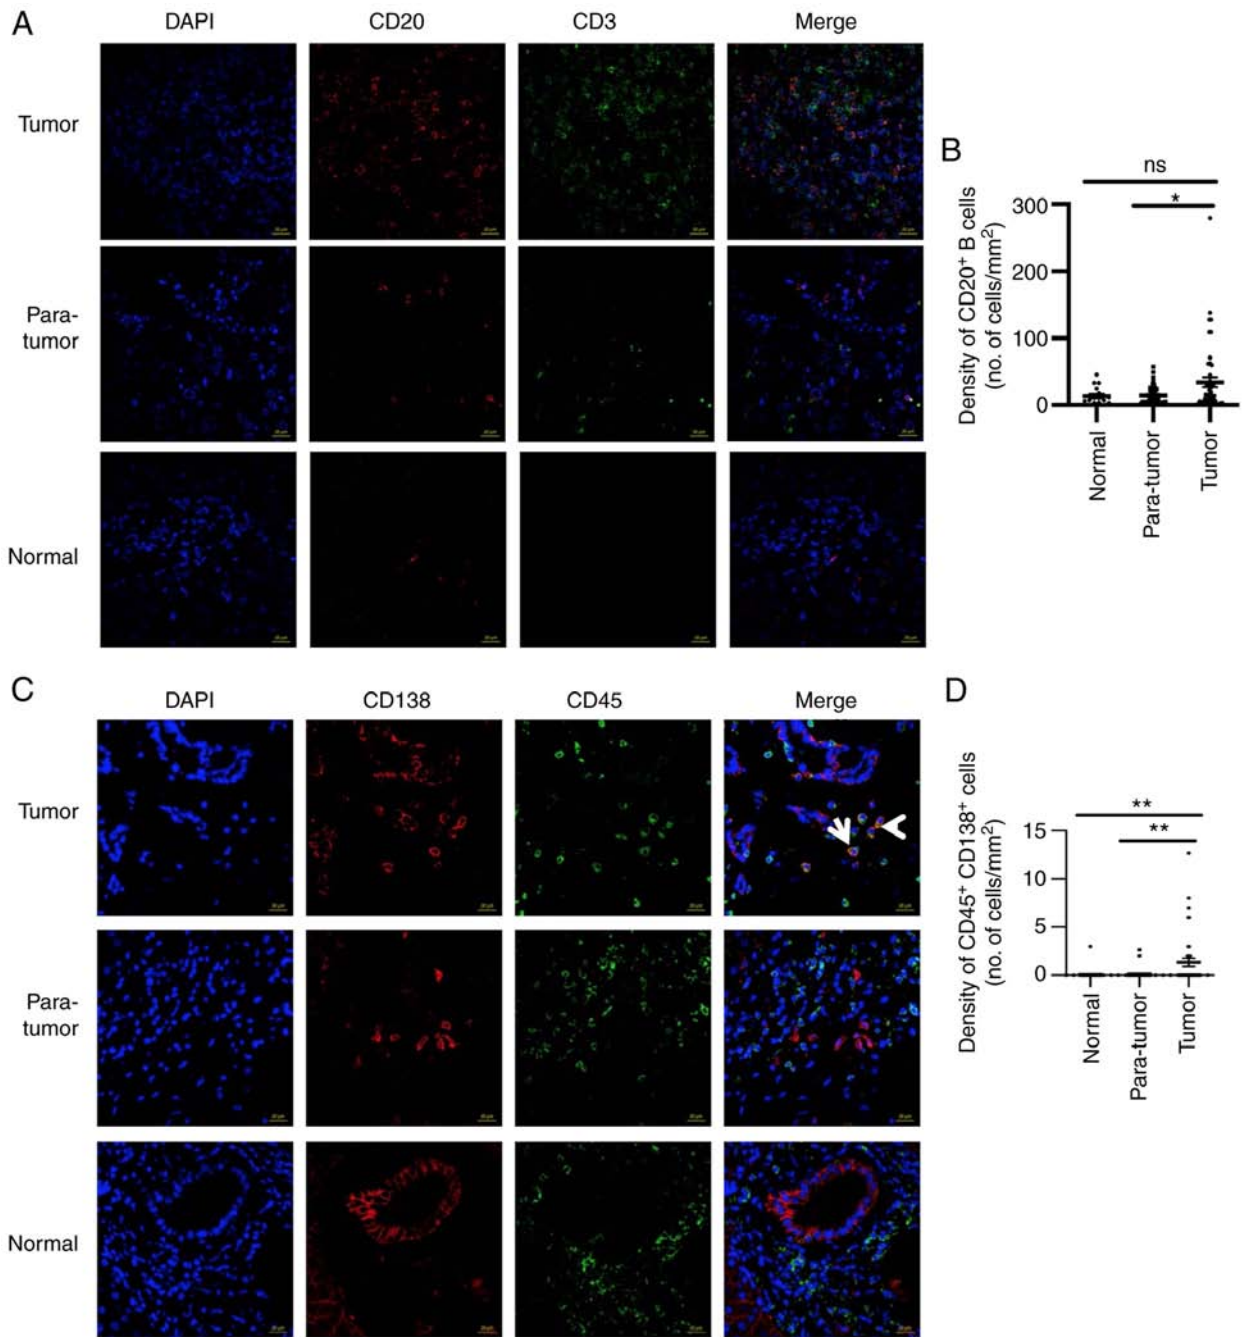 A
DAPI CD20 CD3 Merge
Tumor
Para-
tumor
Normal
B
Density of CD20⁺ B cells
(no. of cells/mm²)
ns
*
300
200
100
0
Normal
Para-tumor
Tumor
C
DAPI CD138 CD45 Merge
Tumor
Para-
tumor
Normal
D
Density of CD45⁺ CD138⁺ cells
(no. of cells/mm²)
**
**
15
10
5
0
Normal
Para-tumor
Tumor